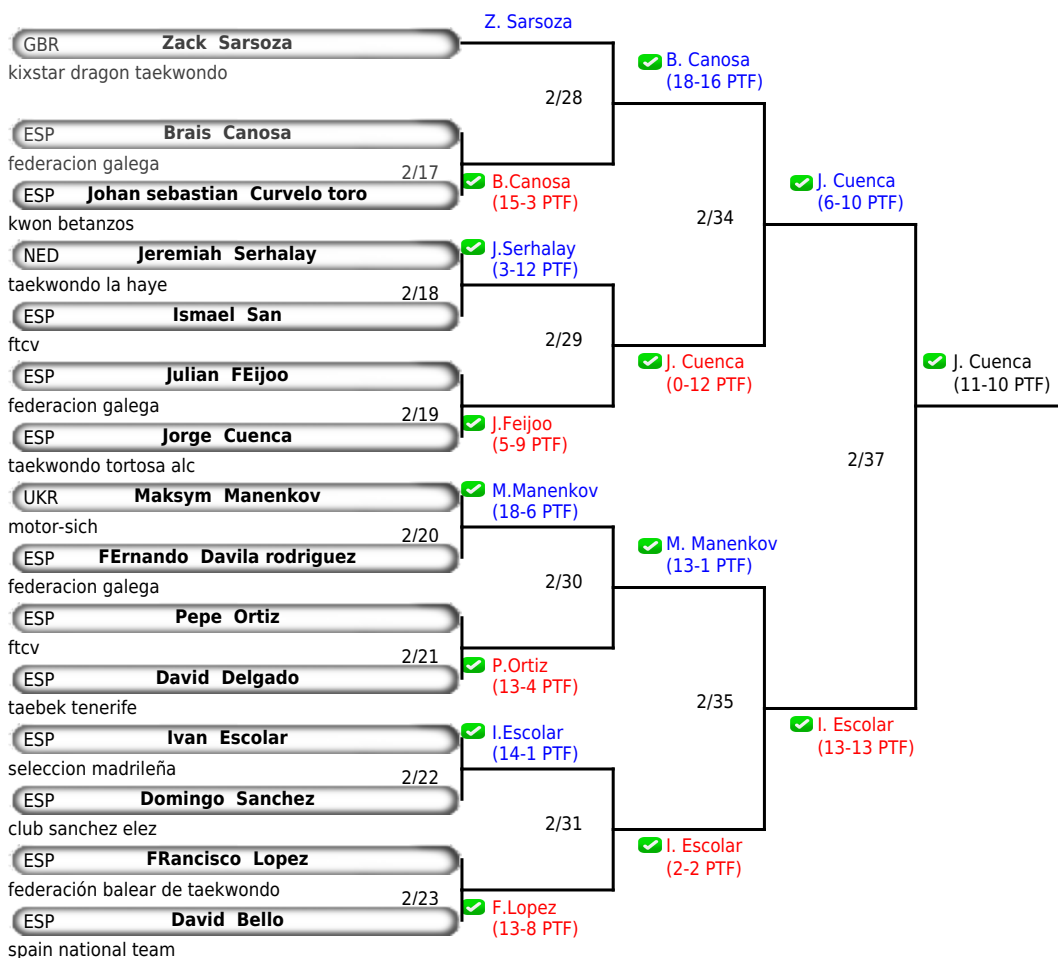 Z. Sarsoza
GBR Zack Sarsoza
kixstar dragon taekwondo
B. Canosa
(18-16 PTF)
2/28
ESP Brais Canosa
federacion galega
2/17
B.Canosa
(15-3 PTF)
ESP Johan sebastian Curvelo toro
kwon betanzos
J. Cuenca
(6-10 PTF)
2/34
NED Jeremiah Serhalay
J.Serhalay
(3-12 PTF)
taekwondo la haye
2/18
ESP Ismael San
ftcv
2/29
J. Cuenca
(0-12 PTF)
J. Cuenca
(11-10 PTF)
ESP Julian FEijoo
federacion galega
2/19
J.Feijoo
(5-9 PTF)
ESP Jorge Cuenca
taekwondo tortosa alc
2/37
UKR Maksym Manenkov
M.Manenkov
(18-6 PTF)
motor-sich
2/20
ESP FErnando Davila rodriguez
federacion galega
M. Manenkov
(13-1 PTF)
2/30
ESP Pepe Ortiz
ftcv
2/21
P.Ortiz
(13-4 PTF)
ESP David Delgado
taebek tenerife
2/35
I. Escolar
(13-13 PTF)
ESP Ivan Escolar
I.Escolar
(14-1 PTF)
seleccion madrileña
2/22
ESP Domingo Sanchez
club sanchez elez
2/31
I. Escolar
(2-2 PTF)
ESP FRancisco Lopez
federación balear de taekwondo
2/23
F.Lopez
(13-8 PTF)
ESP David Bello
spain national team